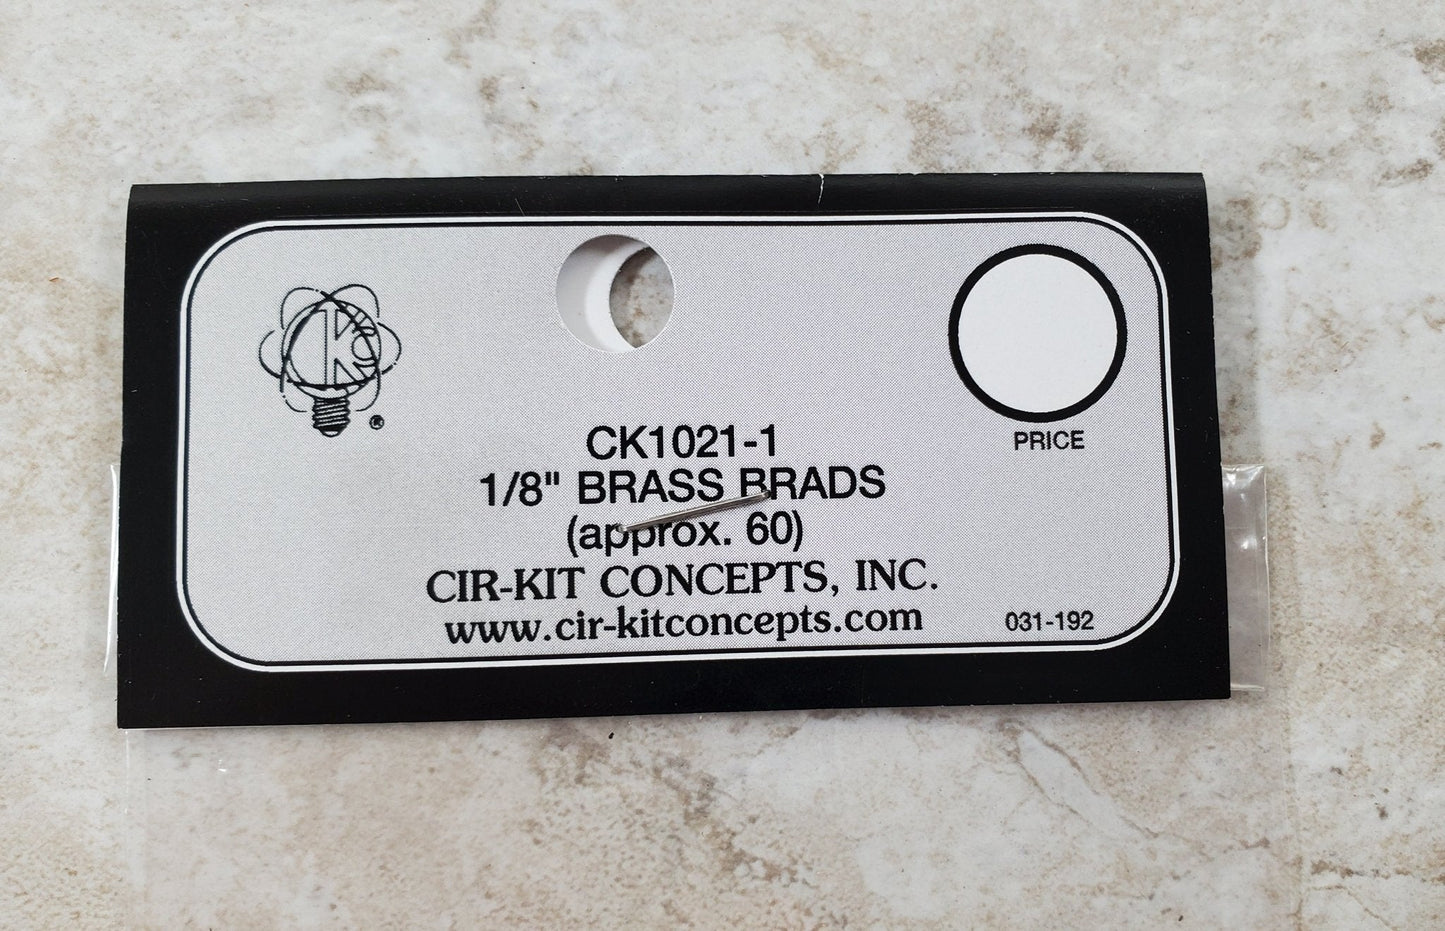 CKC
®
PRICE
CK1021-1
1/8" BRASS BRADS
(approx. 60)
CIR-KIT CONCEPTS, INC.
www.cir-kitconcepts.com
031-192